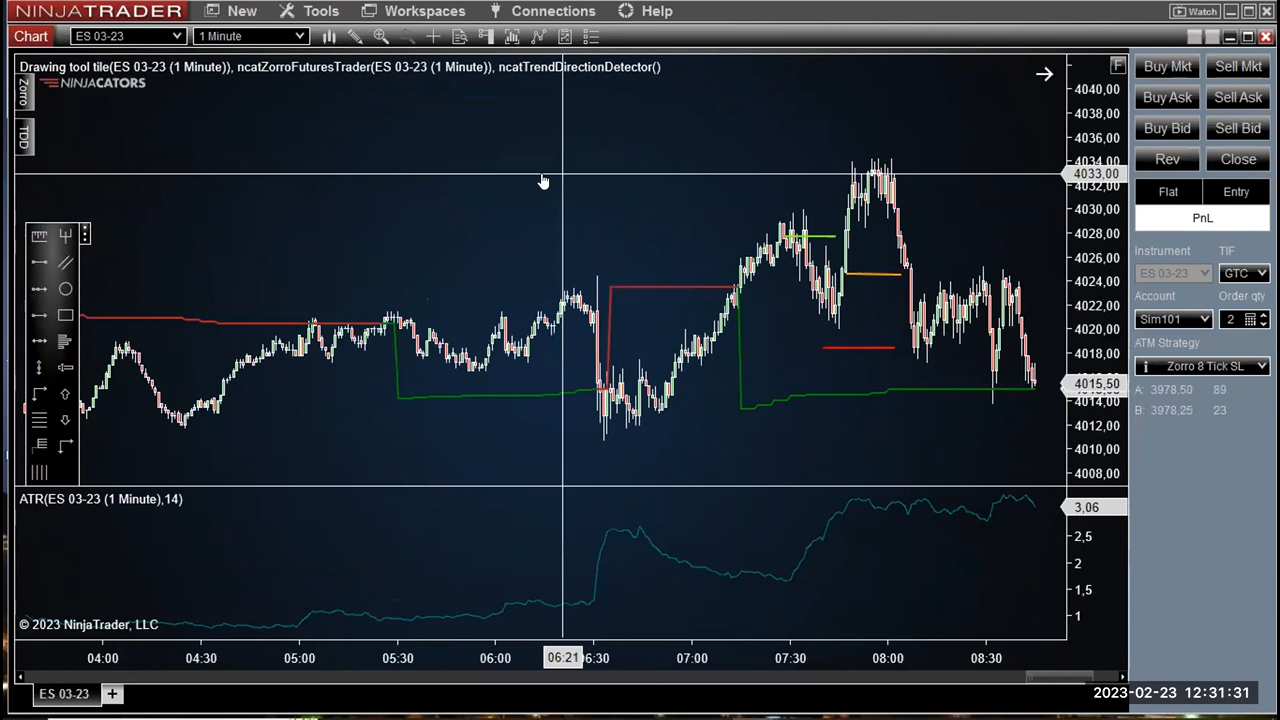 NINJATRADER New Tools Workspaces Connections Help Watch
Chart ES 03-23 1 Minute
Drawing tool tile(ES 03-23 (1 Minute)), ncatZorroFuturesTrader(ES 03-23 (1 Minute)), ncatTrendDirectionDetector()
F
Zorro
NINJACATORS
TDD
4040,00
4038,00
4036,00
4034,00
4033,00
4032,00
4030,00
4028,00
4026,00
4024,00
4022,00
4020,00
4018,00
4015,50
4014,00
4012,00
4010,00
4008,00
Buy Mkt Sell Mkt
Buy Ask Sell Ask
Buy Bid Sell Bid
Rev Close
Flat Entry
PnL
Instrument TIF
ES 03-23 GTC
Account Order qty
Sim101 2
ATM Strategy
i Zorro 8 Tick SL
A: 3978,50 89
B: 3978,25 23
ATR(ES 03-23 (1 Minute),14)
3,06
2,5
2
1,5
1
© 2023 NinjaTrader, LLC
04:00 04:30 05:00 05:30 06:00 06:21 06:30 07:00 07:30 08:00 08:30
ES 03-23 +
2023-02-23 12:31:31